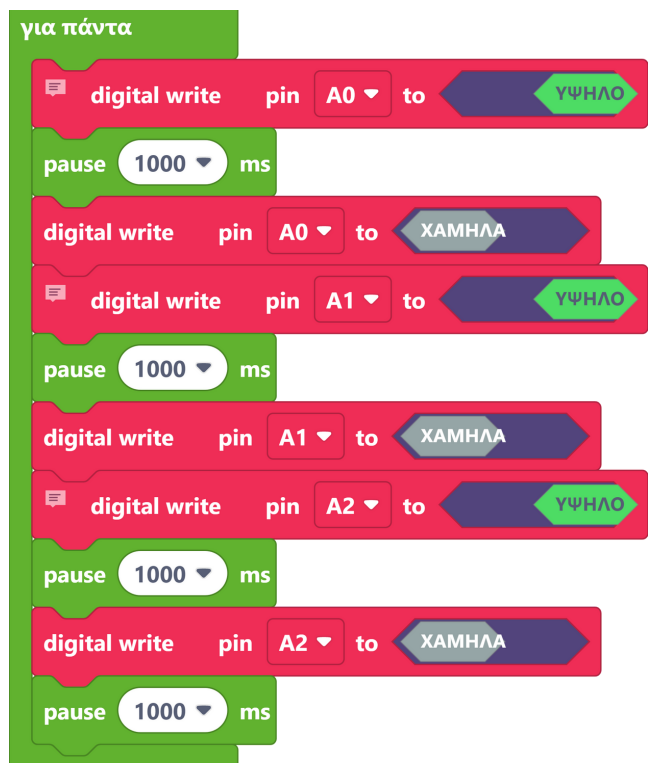 για πάντα
digital write pin A0 to ΥΨΗΛΟ
pause 1000 ms
digital write pin A0 to ΧΑΜΗΛΑ
digital write pin A1 to ΥΨΗΛΟ
pause 1000 ms
digital write pin A1 to ΧΑΜΗΛΑ
digital write pin A2 to ΥΨΗΛΟ
pause 1000 ms
digital write pin A2 to ΧΑΜΗΛΑ
pause 1000 ms